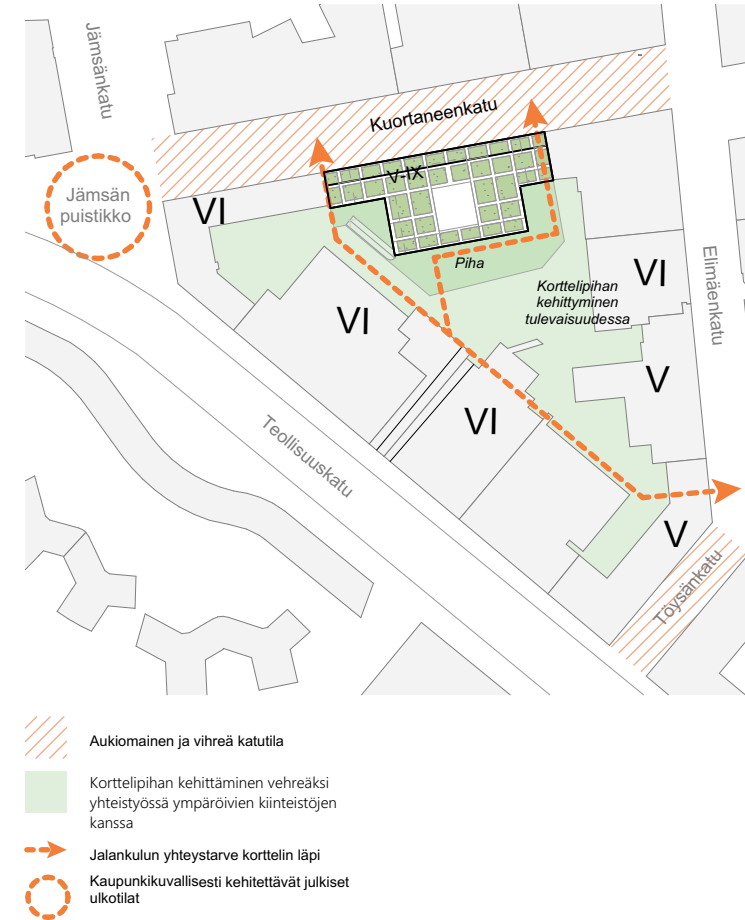 Jämsänkatu
Kuortaneenkatu
V-IX
Jämsän
puistikko
VI
Piha
Korttelipihan
kehittyminen
tulevaisuudessa
VI
Elimäenkatu
VI
V
VI
Teollisuuskatu
V
Töysänkatu
Aukiomainen ja vihreä katutila
Korttelipihan kehittäminen vehreäksi
yhteistyössä ympäröivien kiinteistöjen
kanssa
Jalankulun yhteystarve korttelin läpi
Kaupunkikuvallisesti kehitettävät julkiset
ulkotilat